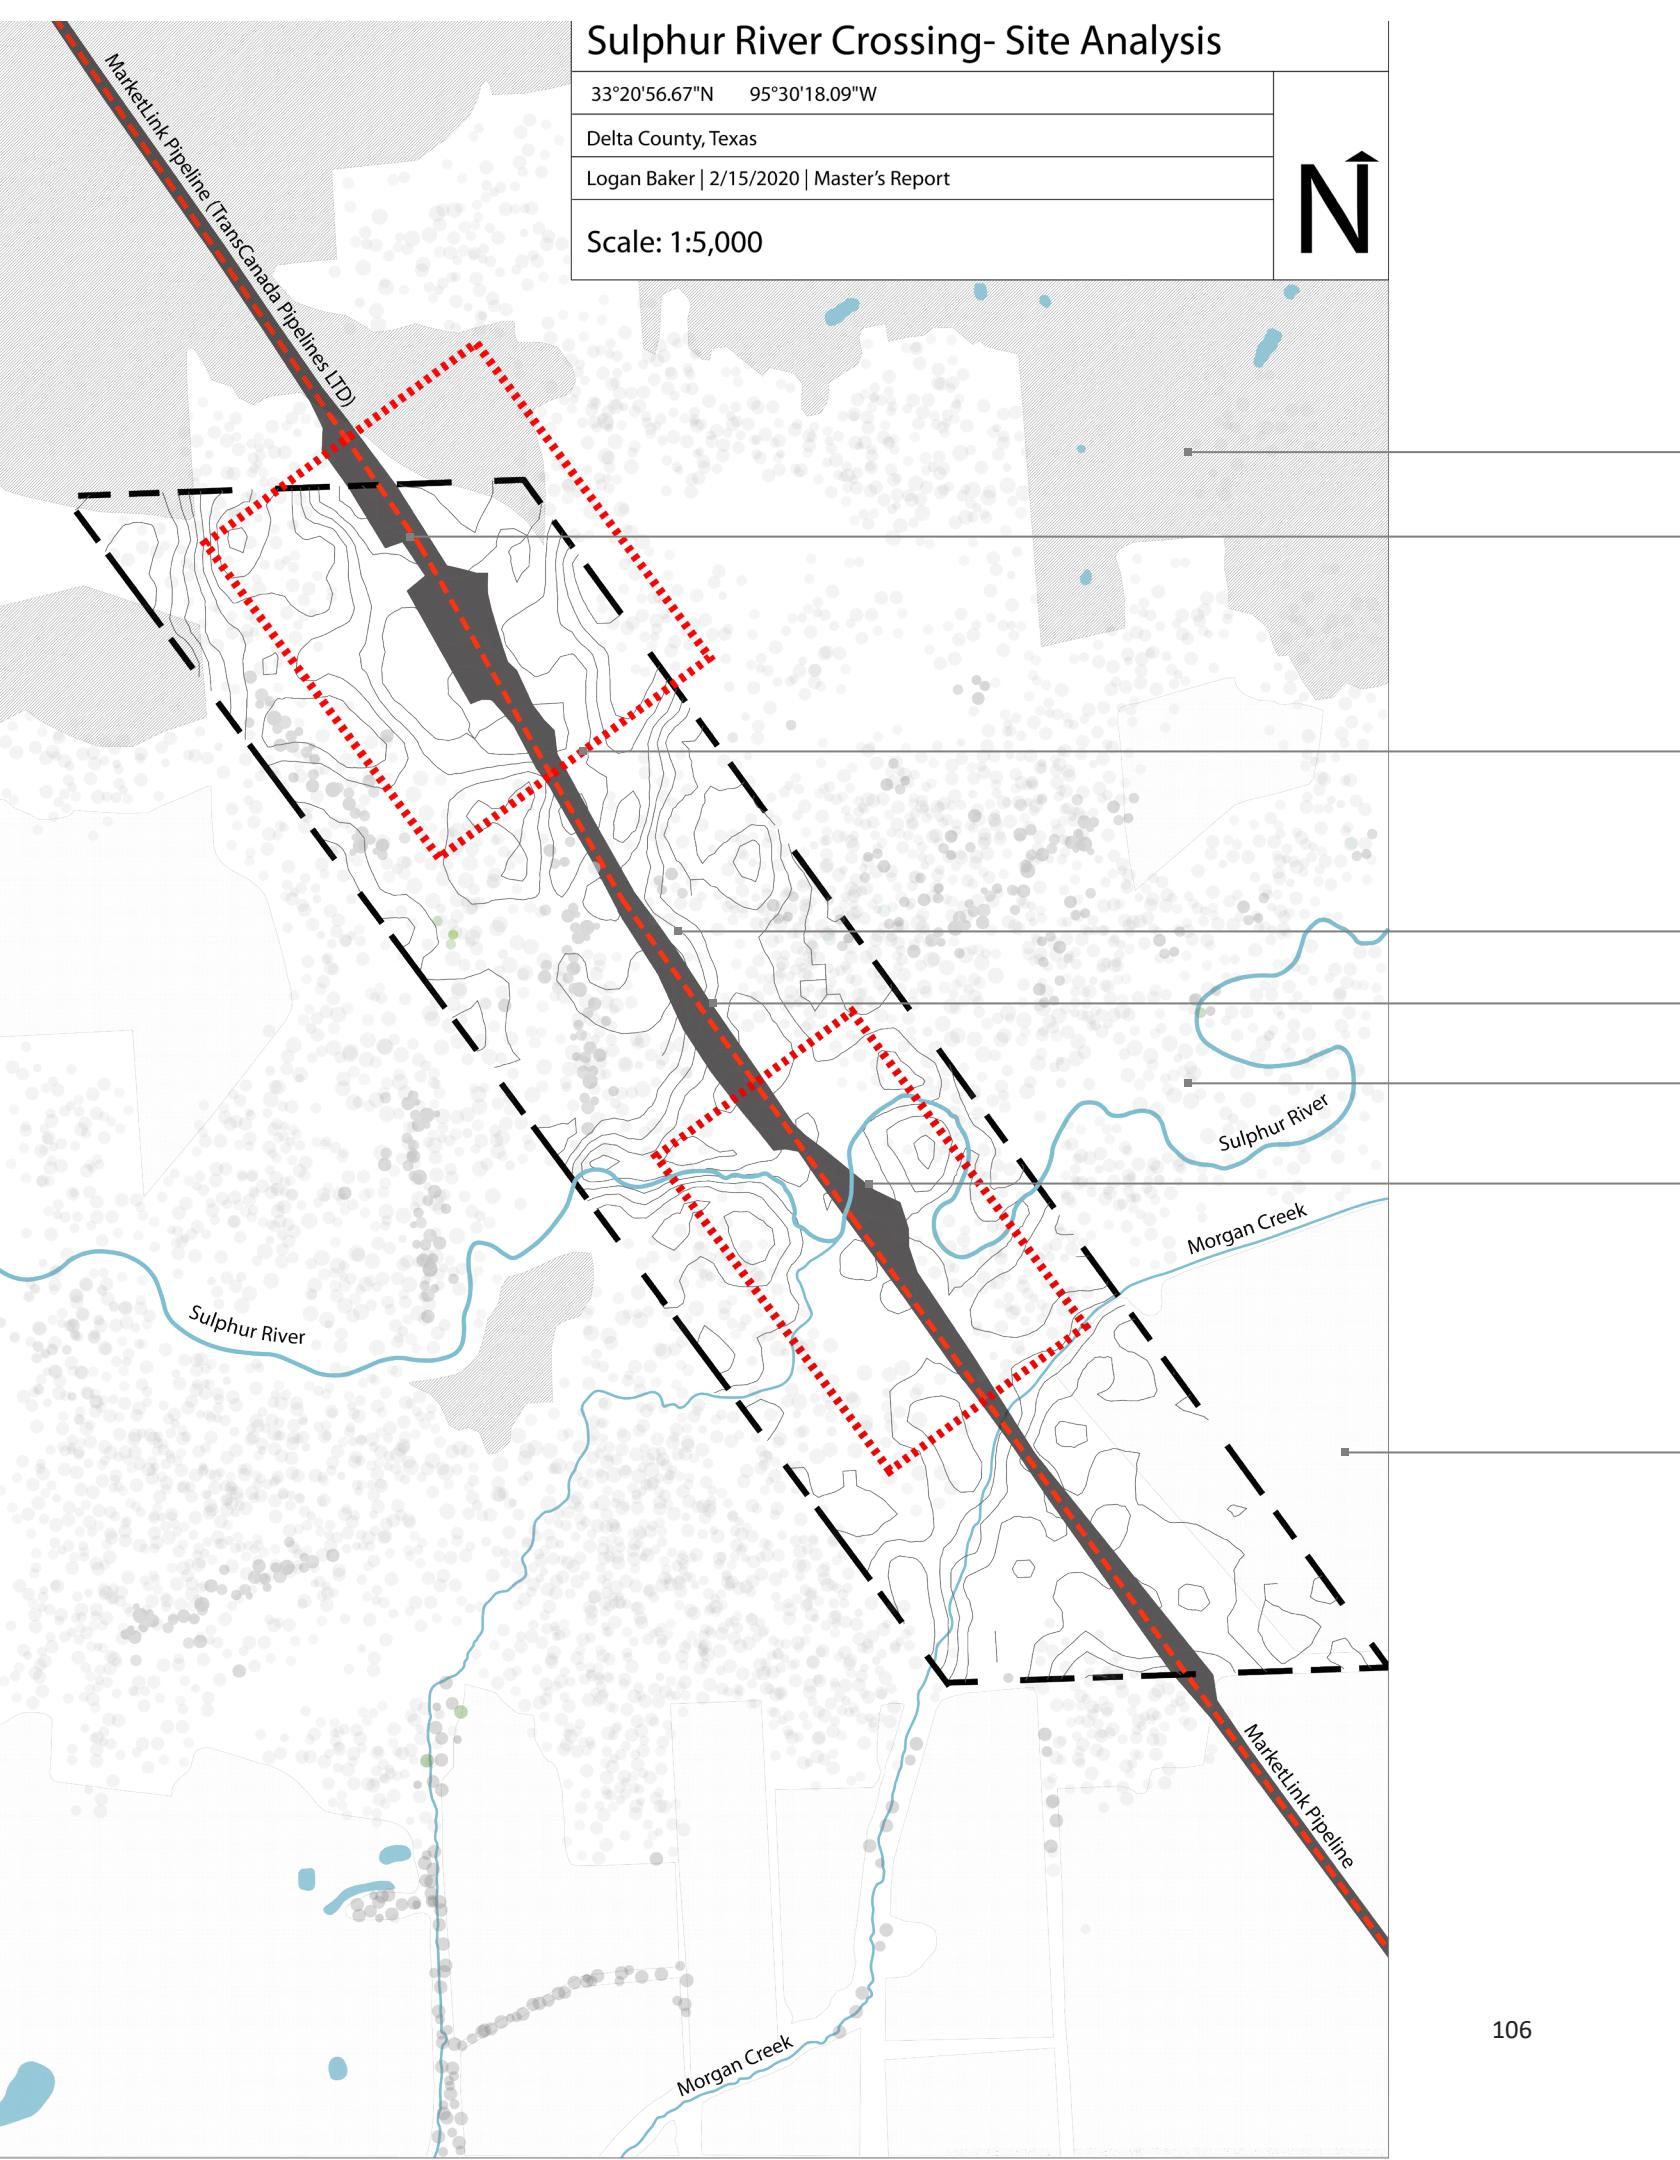 Sulphur River Crossing- Site Analysis
33°20'56.67"N 95°30'18.09"W
Delta County, Texas
Logan Baker | 2/15/2020 | Master's Report
Scale: 1:5,000
N
MarketLink Pipeline (TransCanada Pipelines LTD)
Sulphur River
Morgan Creek
Sulphur River
MarketLink Pipeline
Morgan Creek
106